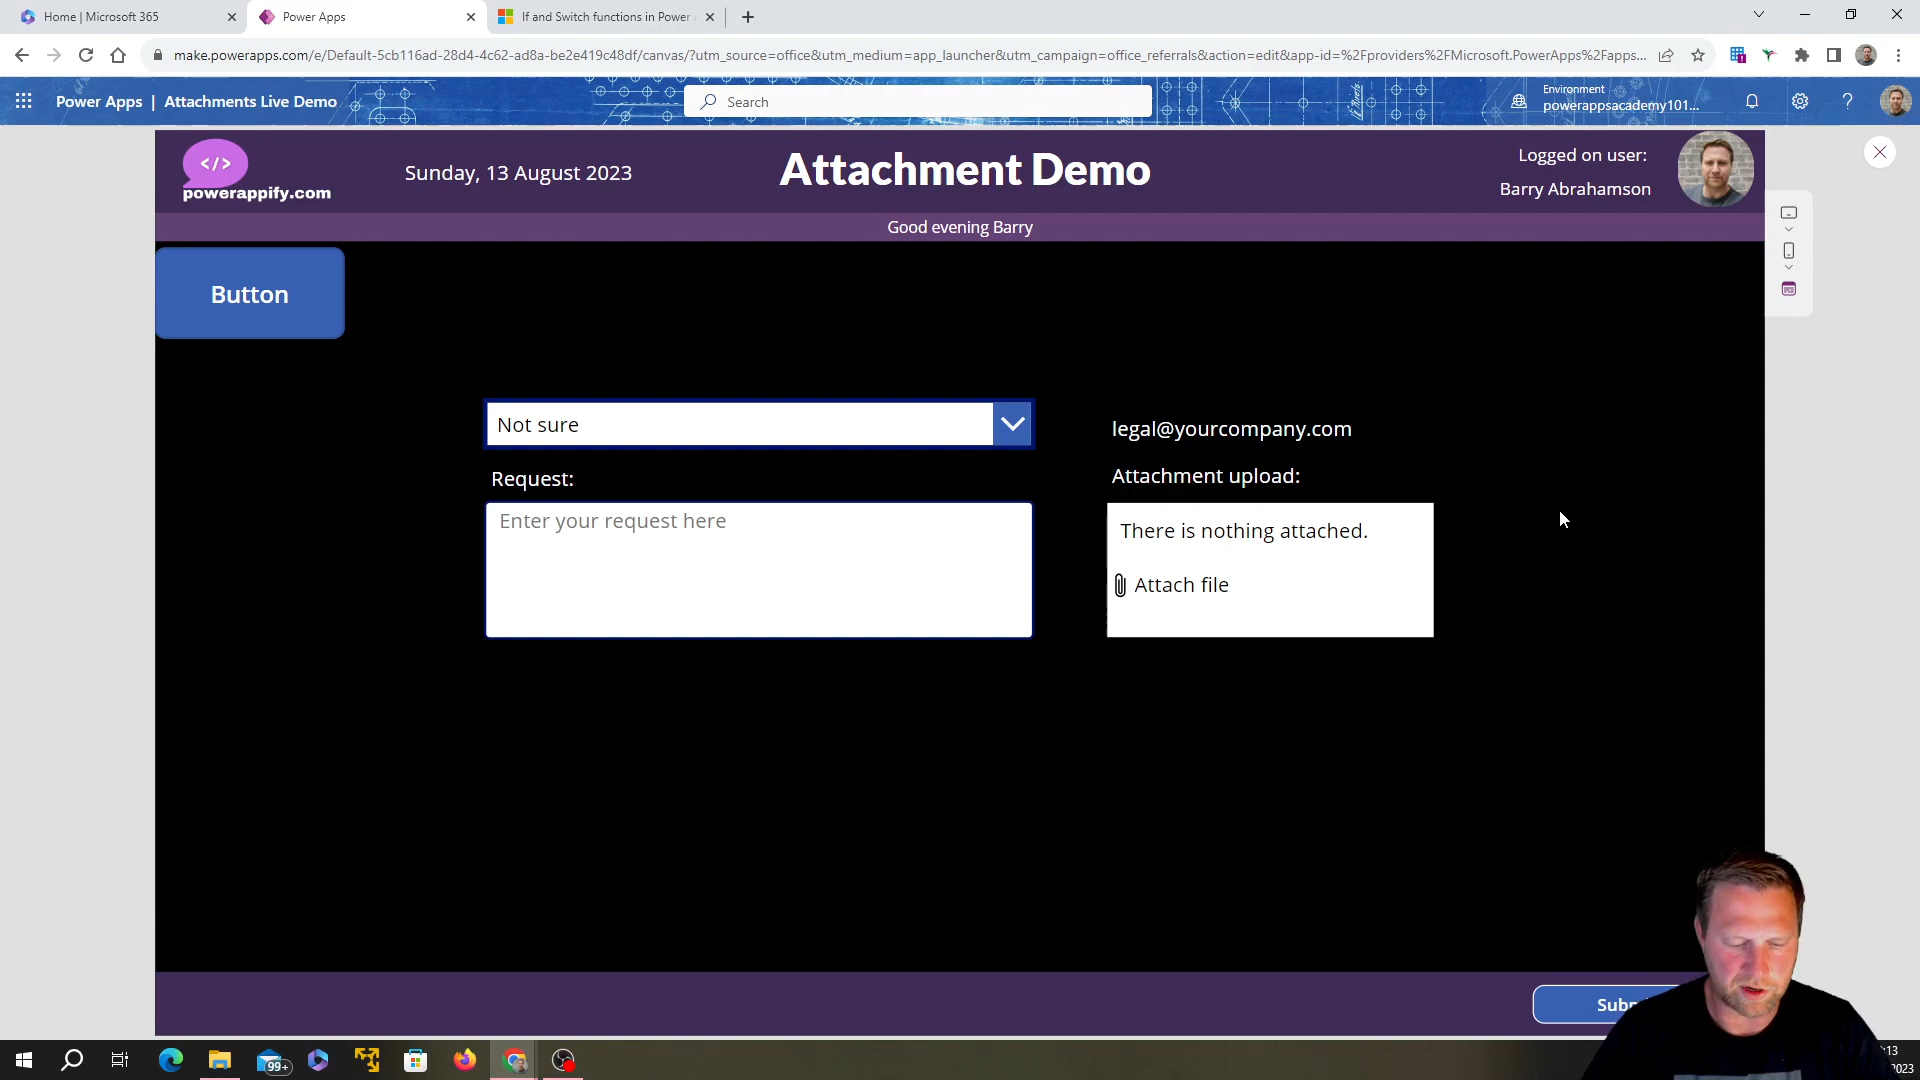 Home | Microsoft 365
Power Apps
If and Switch functions in Power
make.powerapps.com/e/Default-5cb116ad-28d4-4c62-ad8a-be2e419c48df/canvas/?utm_source=office&utm_medium=app_launcher&utm_campaign=office_referrals&action=edit&app-id=%2Fproviders%2FMicrosoft.PowerApps%2Fapps...
Power Apps | Attachments Live Demo
Search
Environment
powerappsacademy101...
</>
powerappify.com
Sunday, 13 August 2023
Attachment Demo
Logged on user:
Barry Abrahamson
Good evening Barry
Button
Not sure
legal@yourcompany.com
Request:
Attachment upload:
Enter your request here
There is nothing attached.
Attach file
99+